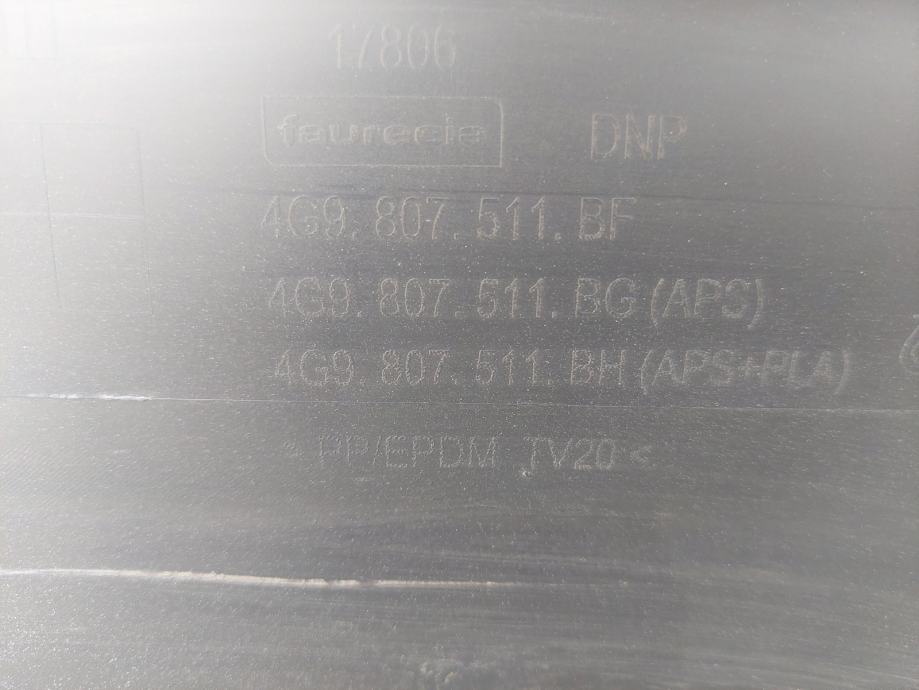 17806
faurecia DNP
4G9. 807. 511. BF
4G9. 807. 511. BG (APS)
4G9. 807. 511. BH (APS+PLA)
> PP/EPDM TV20 <